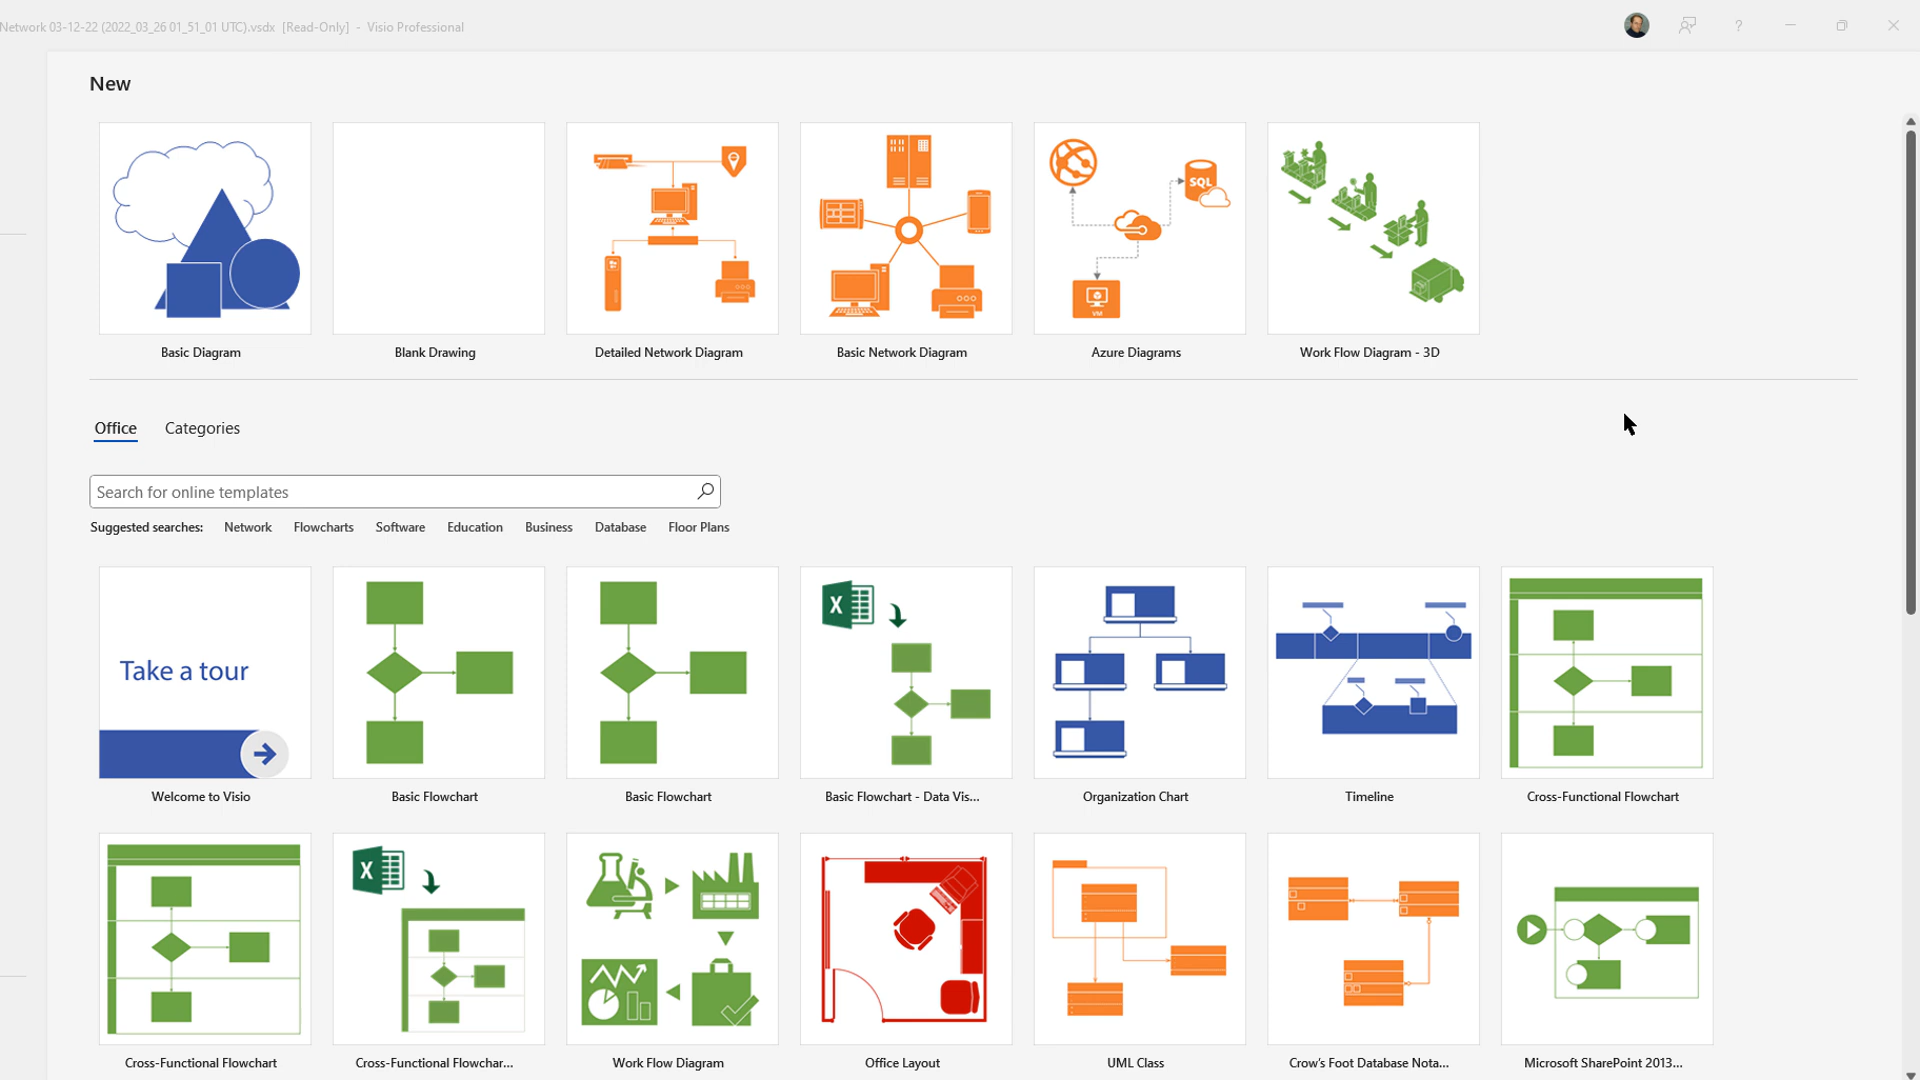 Network 03-12-22 (2022_03_26 01_51_01 UTC).vsdx [Read-Only] - Visio Professional
?
New
SQL
VM
Basic Diagram
Blank Drawing
Detailed Network Diagram
Basic Network Diagram
Azure Diagrams
Work Flow Diagram - 3D
Office
Categories
Search for online templates
Suggested searches: Network Flowcharts Software Education Business Database Floor Plans
Take a tour
X
Welcome to Visio
Basic Flowchart
Basic Flowchart
Basic Flowchart - Data Vis...
Organization Chart
Timeline
Cross-Functional Flowchart
X
Cross-Functional Flowchart
Cross-Functional Flowchar...
Work Flow Diagram
Office Layout
UML Class
Crow's Foot Database Nota...
Microsoft SharePoint 2013...